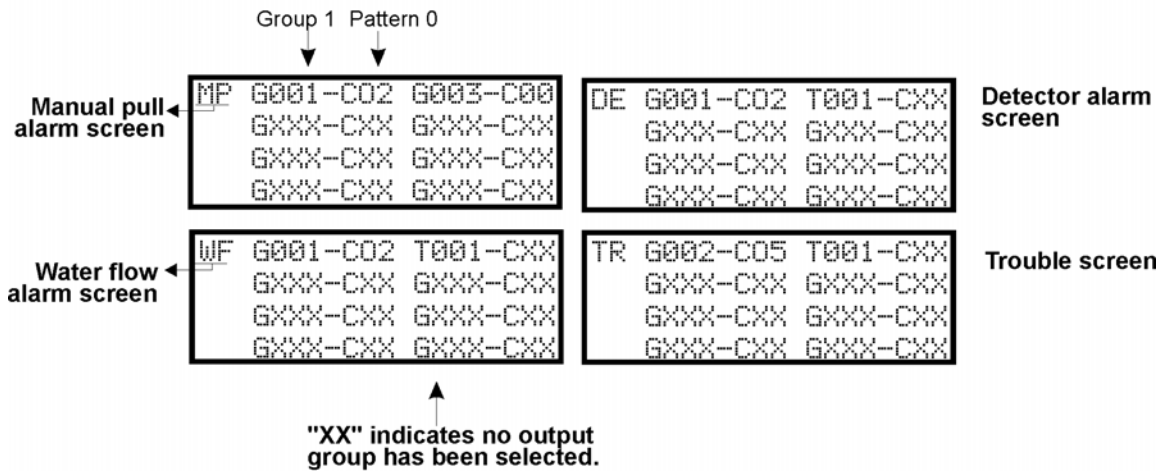 Group 1 Pattern 0
Manual pull
alarm screen
MP G001-CO2 G003-C00
GXXX-CXX GXXX-CXX
GXXX-CXX GXXX-CXX
GXXX-CXX GXXX-CXX
DE G001-CO2 T001-CXX
GXXX-CXX GXXX-CXX
GXXX-CXX GXXX-CXX
GXXX-CXX GXXX-CXX
Detector alarm
screen
Water flow
alarm screen
WF G001-CO2 T001-CXX
GXXX-CXX GXXX-CXX
GXXX-CXX GXXX-CXX
GXXX-CXX GXXX-CXX
TR G002-CO5 T001-CXX
GXXX-CXX GXXX-CXX
GXXX-CXX GXXX-CXX
GXXX-CXX GXXX-CXX
Trouble screen
"XX" indicates no output
group has been selected.